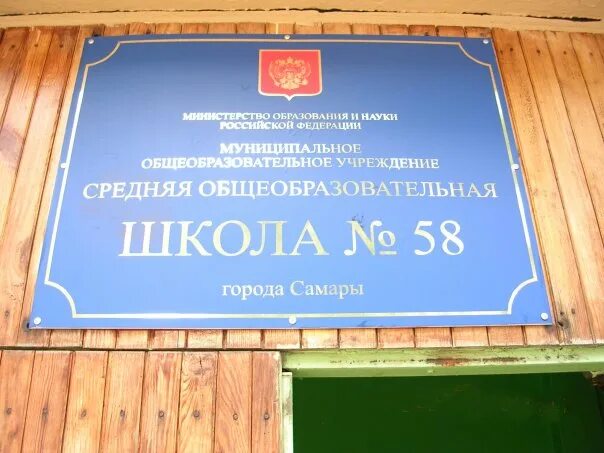 МИНИСТЕРСТВО ОБРАЗОВАНИЯ И НАУКИ
РОССИЙСКОЙ ФЕДЕРАЦИИ
МУНИЦИПАЛЬНОЕ
ОБЩЕОБРАЗОВАТЕЛЬНОЕ УЧРЕЖДЕНИЕ
СРЕДНЯЯ ОБЩЕОБРАЗОВАТЕЛЬНАЯ
ШКОЛА № 58
города Самары